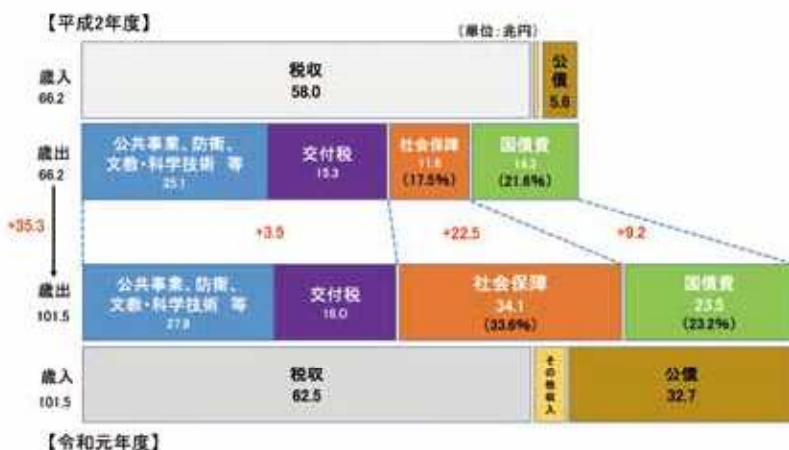 【平成2年度】
(単位:兆円)
歳入
66.2
税収
58.0
公債
5.6
歳出
66.2
公共事業、防衛、
文教・科学技術 等
25.1
交付税
15.3
社会保障
11.6
(17.5%)
国債費
14.3
(21.6%)
+35.3
+3.5
+22.5
+9.2
歳出
101.5
公共事業、防衛、
文教・科学技術 等
交付税
16.0
社会保障
34.1
(33.6%)
国債費
23.5
(23.2%)
歳入
101.5
税収
62.5
その他収入
公債
32.7
【令和元年度】